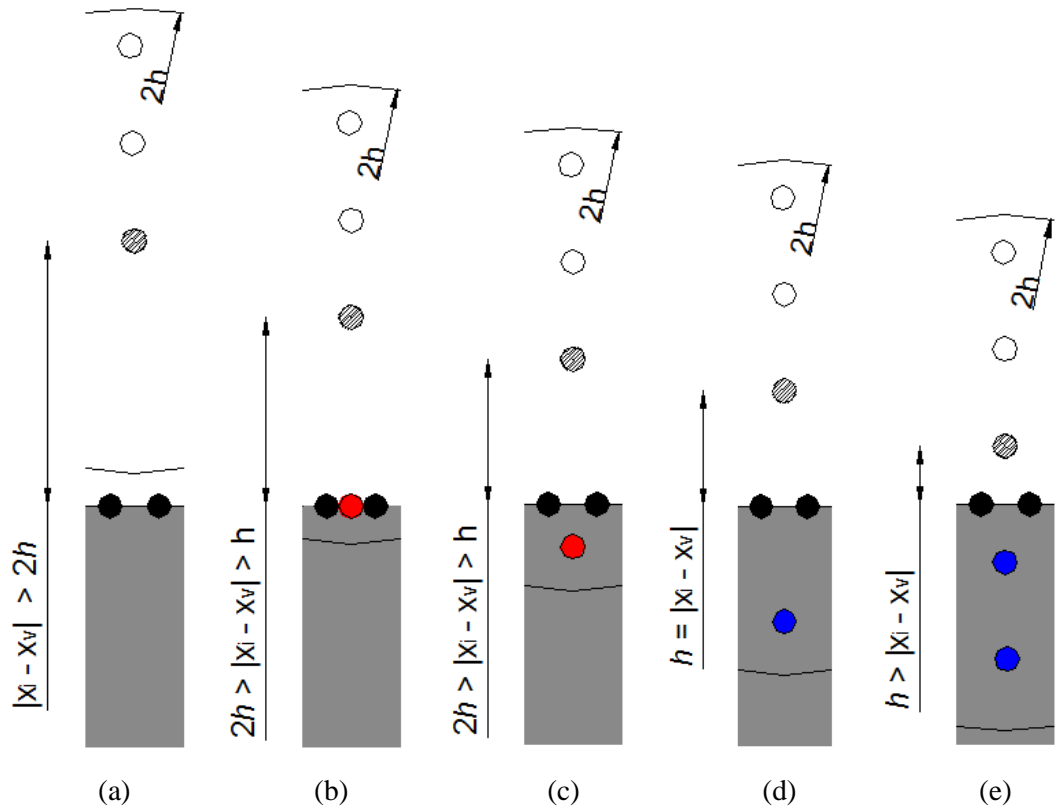 2h
2h
2h
2h
2h
|xi - xv| > 2h
2h > |xi - xv| > h
2h > |xi - xv| > h
h = |xi - xv|
h > |xi - xv|
(a)
(b)
(c)
(d)
(e)